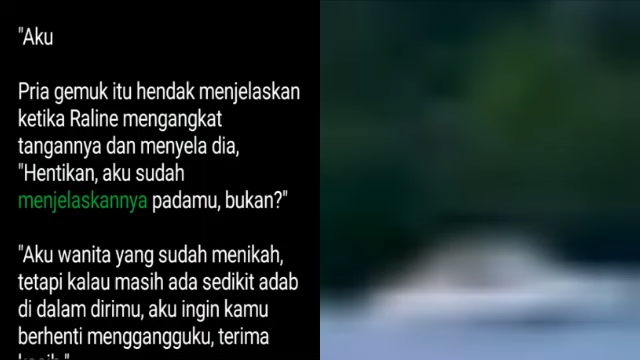 "Aku
Pria gemuk itu hendak menjelaskan
ketika Raline mengangkat
tangannya dan menyela dia,
"Hentikan, aku sudah
menjelaskannya padamu, bukan?"
"Aku wanita yang sudah menikah,
tetapi kalau masih ada sedikit adab
di dalam dirimu, aku ingin kamu
berhenti menggangguku, terima